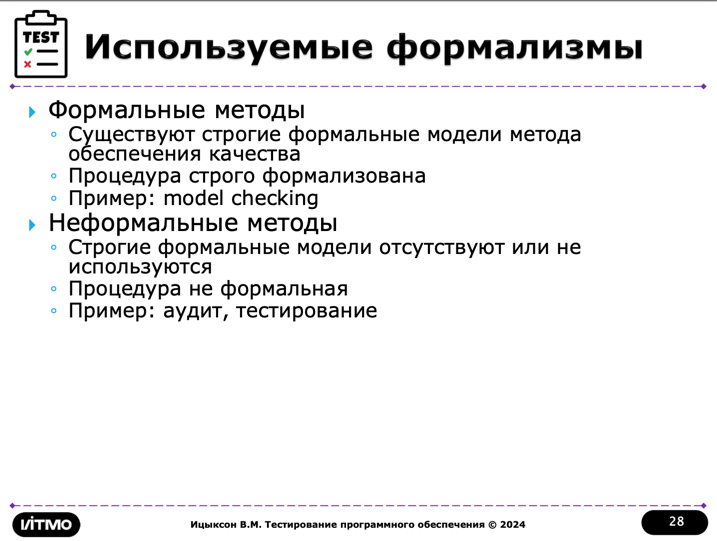 TEST
Используемые формализмы
Формальные методы
Существуют строгие формальные модели метода
обеспечения качества
Процедура строго формализована
Пример: model checking
Неформальные методы
Строгие формальные модели отсутствуют или не
используются
Процедура не формальная
Пример: аудит, тестирование
ИТМО
Ицыксон В.М. Тестирование программного обеспечения © 2024
28